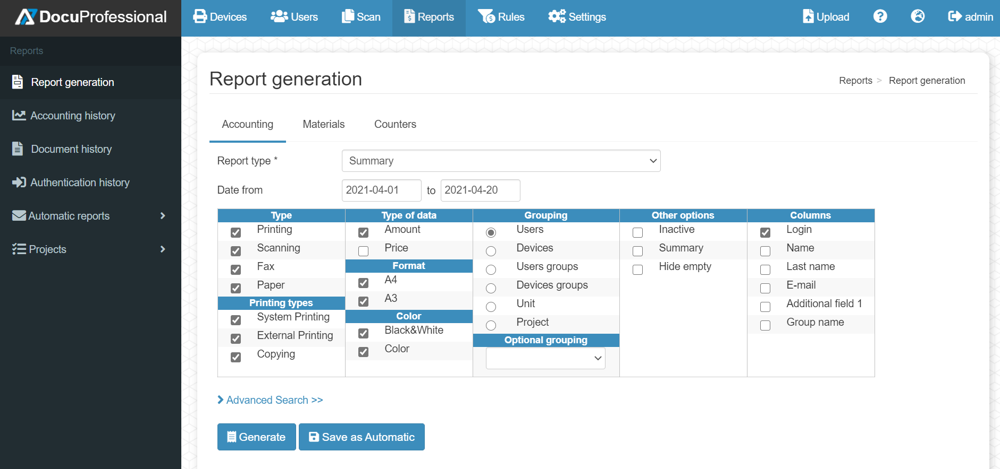 DocuProfessional
Devices
Users
Scan
Reports
Rules
Settings
Upload
admin
Reports
Report generation
Accounting history
Document history
Authentication history
Automatic reports
Projects
Report generation
Reports > Report generation
Accounting
Materials
Counters
Report type *
Summary
Date from
2021-04-01
to
2021-04-20
Type
Printing
Scanning
Fax
Paper
Printing types
System Printing
External Printing
Copying
Type of data
Amount
Price
Format
A4
A3
Color
Black&White
Color
Grouping
Users
Devices
Users groups
Devices groups
Unit
Project
Optional grouping
Other options
Inactive
Summary
Hide empty
Columns
Login
Name
Last name
E-mail
Additional field 1
Group name
Advanced Search >>
Generate
Save as Automatic